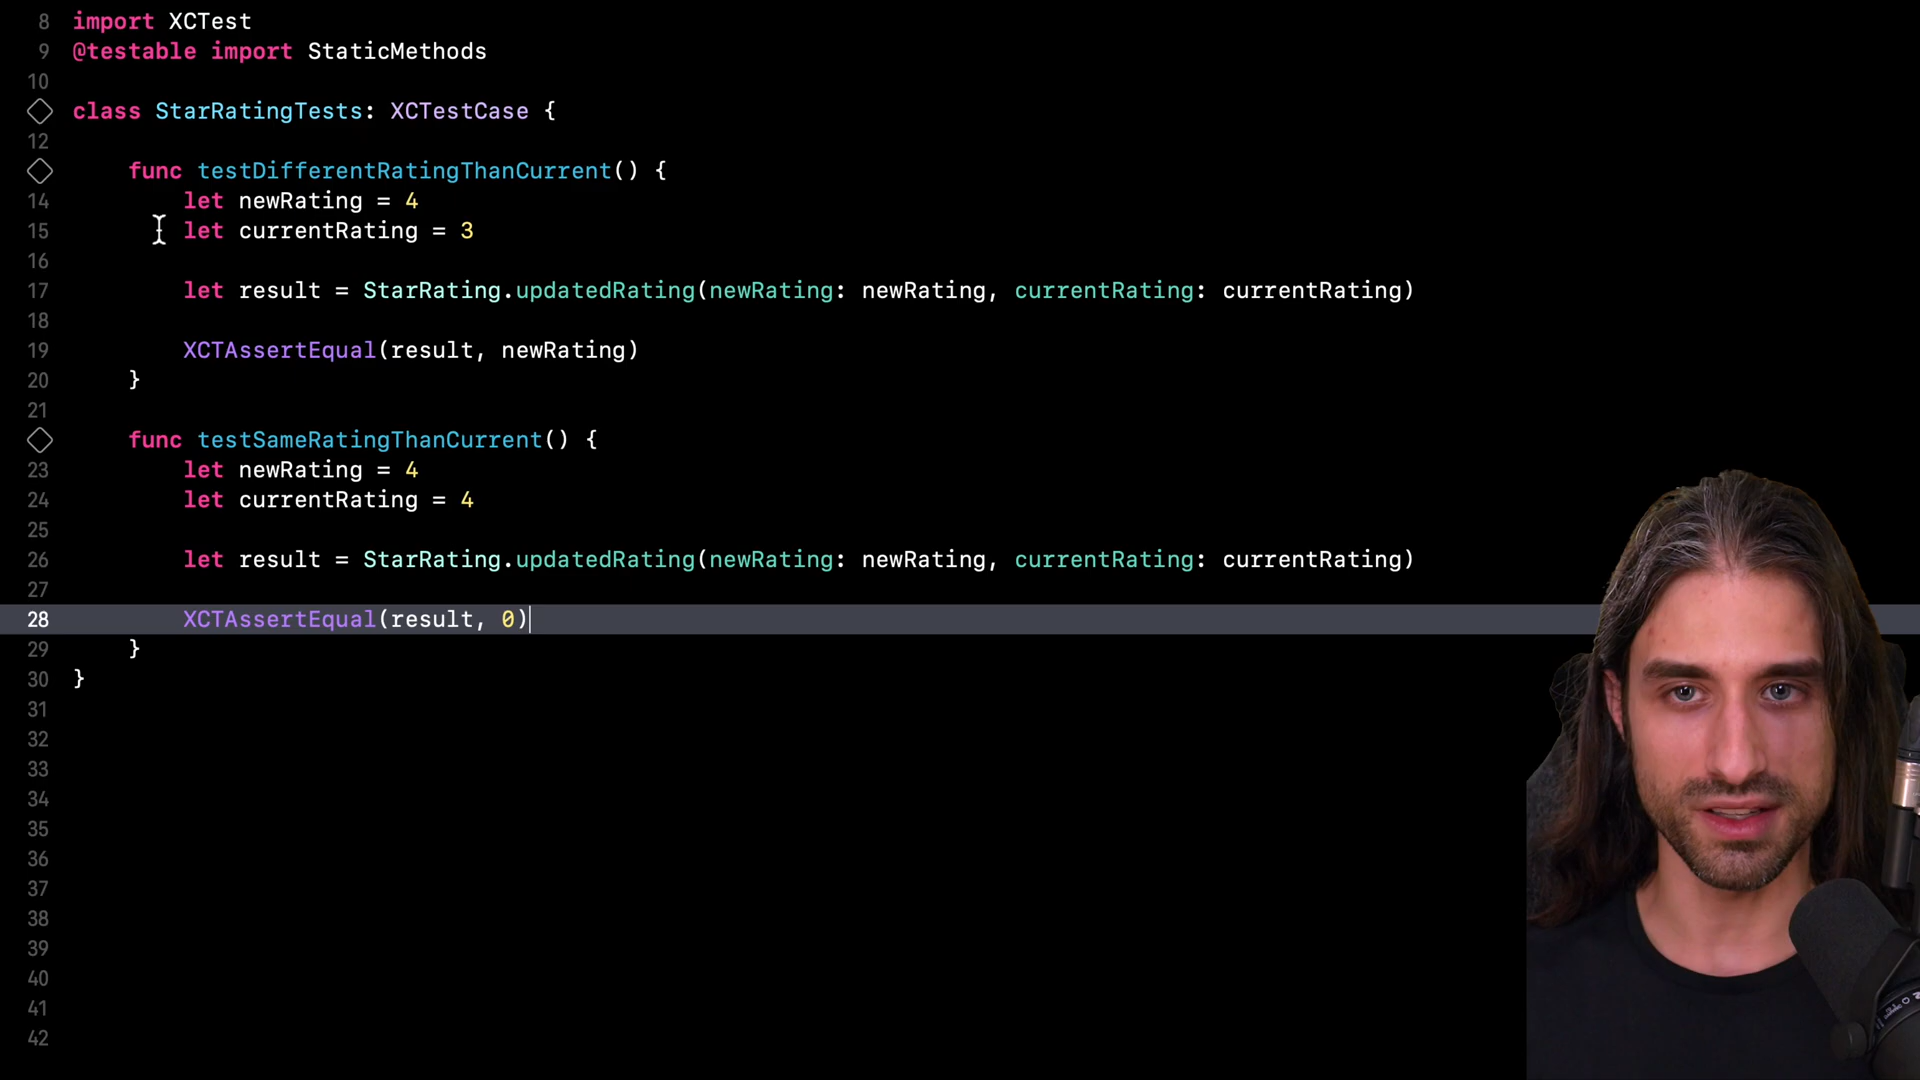 8 import XCTest
9 @testable import StaticMethods
10
class StarRatingTests: XCTestCase {
12
func testDifferentRatingThanCurrent() {
14 let newRating = 4
15 let currentRating = 3
16
17 let result = StarRating.updatedRating(newRating: newRating, currentRating: currentRating)
18
19 XCTAssertEqual(result, newRating)
20 }
21
func testSameRatingThanCurrent() {
23 let newRating = 4
24 let currentRating = 4
25
26 let result = StarRating.updatedRating(newRating: newRating, currentRating: currentRating)
27
28 XCTAssertEqual(result, 0)
29 }
30 }
31
32
33
34
35
36
37
38
39
40
41
42